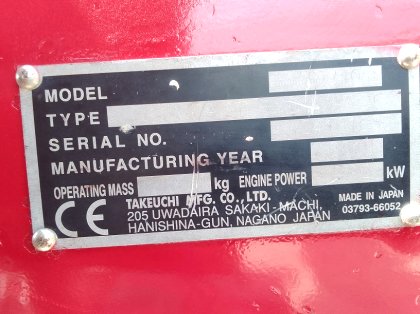 MODEL
TYPE
SERIAL NO.
MANUFACTURING YEAR
OPERATING MASS kg ENGINE POWER kW
CE TAKEUCHI MFG. CO., LTD. MADE IN JAPAN
205 UWADAIRA SAKAKI-MACHI, 03793-66052
HANISHINA-GUN, NAGANO JAPAN